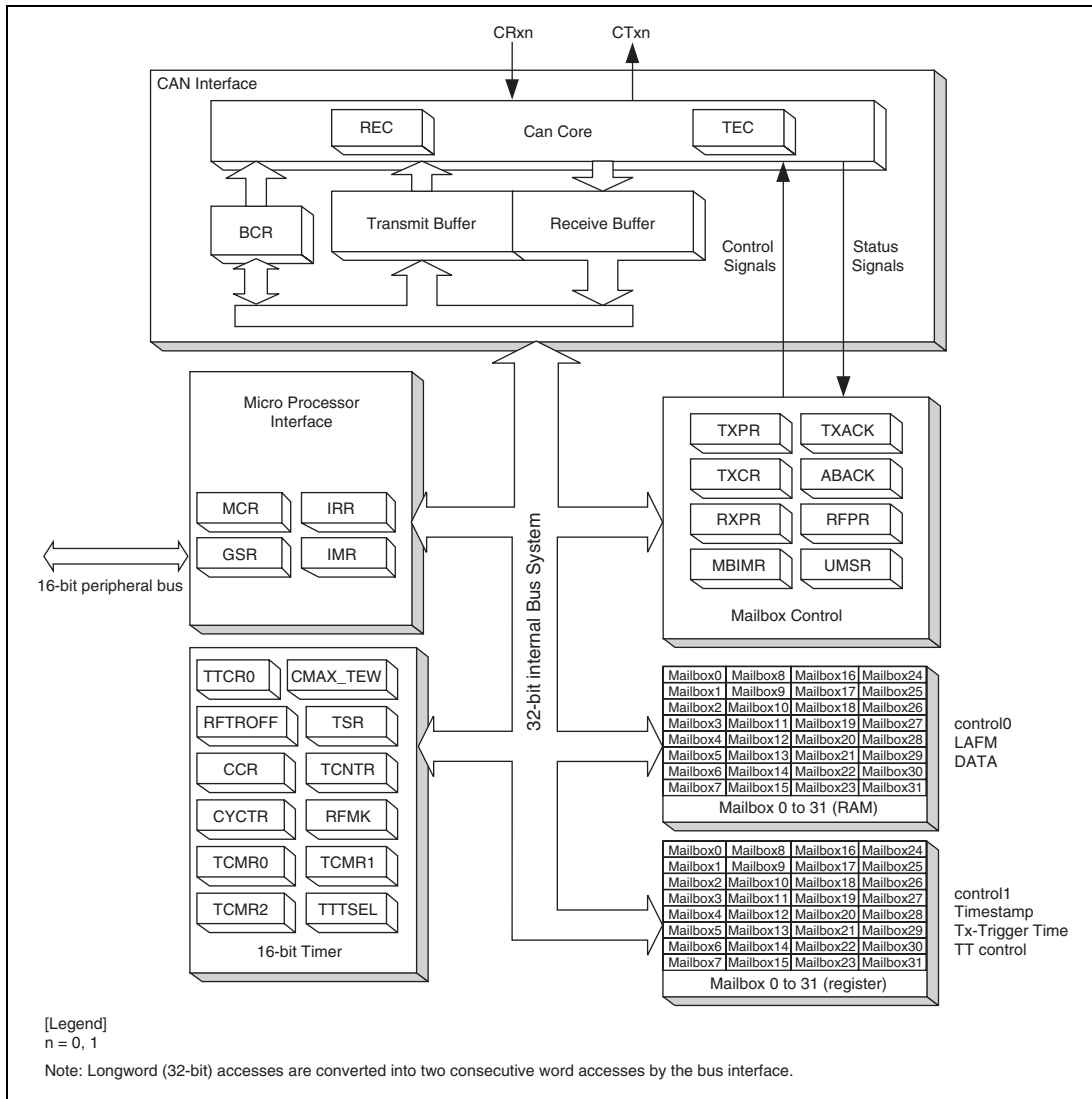 CRxn
CTxn
CAN Interface
REC
Can Core
TEC
BCR
Transmit Buffer
Receive Buffer
Control
Signals
Status
Signals
Micro Processor
Interface
MCR
IRR
GSR
IMR
16-bit peripheral bus
32-bit internal Bus System
TXPR
TXACK
TXCR
ABACK
RXPR
RFPR
MBIMR
UMSR
Mailbox Control
TTCR0
CMAX_TEW
RFTROFF
TSR
CCR
TCNTR
CYCTR
RFMK
TCMR0
TCMR1
TCMR2
TTTSEL
16-bit Timer
Mailbox0 Mailbox8 Mailbox16 Mailbox24
Mailbox1 Mailbox9 Mailbox17 Mailbox25
Mailbox2 Mailbox10 Mailbox18 Mailbox26
Mailbox3 Mailbox11 Mailbox19 Mailbox27
Mailbox4 Mailbox12 Mailbox20 Mailbox28
Mailbox5 Mailbox13 Mailbox21 Mailbox29
Mailbox6 Mailbox14 Mailbox22 Mailbox30
Mailbox7 Mailbox15 Mailbox23 Mailbox31
Mailbox 0 to 31 (RAM)
control0
LAFM
DATA
Mailbox0 Mailbox8 Mailbox16 Mailbox24
Mailbox1 Mailbox9 Mailbox17 Mailbox25
Mailbox2 Mailbox10 Mailbox18 Mailbox26
Mailbox3 Mailbox11 Mailbox19 Mailbox27
Mailbox4 Mailbox12 Mailbox20 Mailbox28
Mailbox5 Mailbox13 Mailbox21 Mailbox29
Mailbox6 Mailbox14 Mailbox22 Mailbox30
Mailbox7 Mailbox15 Mailbox23 Mailbox31
Mailbox 0 to 31 (register)
control1
Timestamp
Tx-Trigger Time
TT control
[Legend]
n = 0, 1
Note: Longword (32-bit) accesses are converted into two consecutive word accesses by the bus interface.